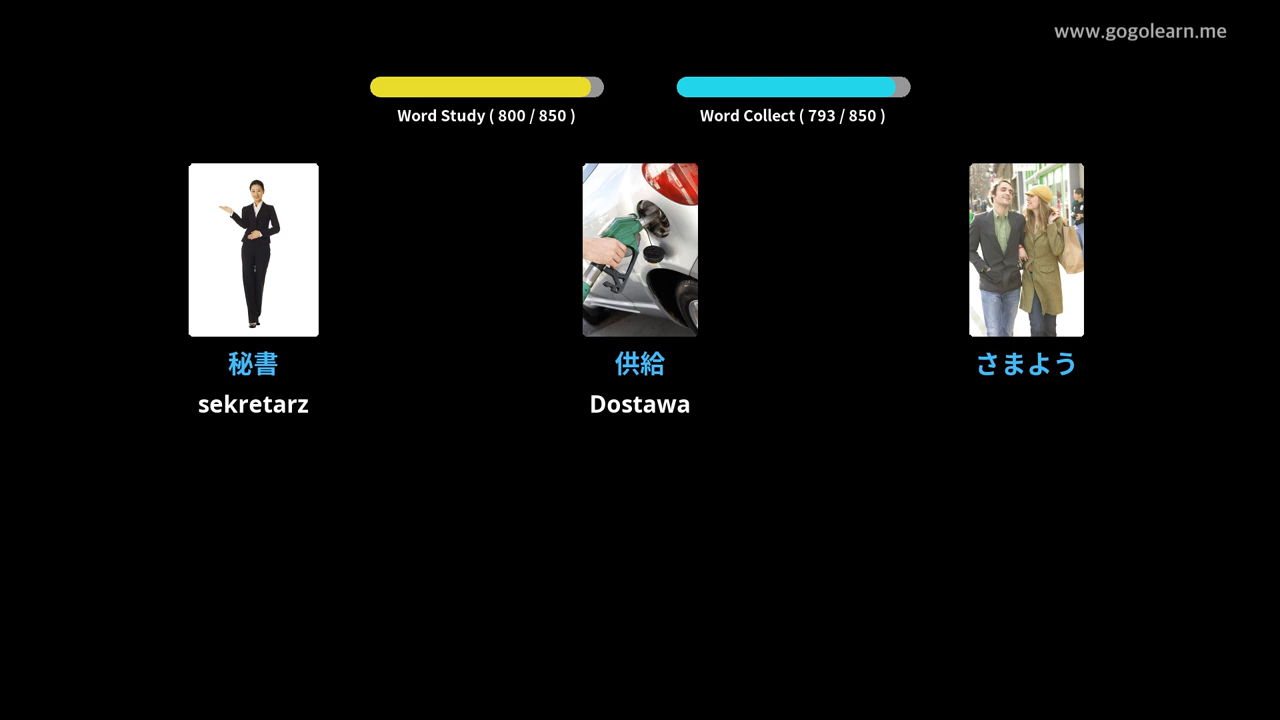 www.gogolearn.me
Word Study ( 800 / 850 )
Word Collect ( 793 / 850 )
秘書
供給
さまよう
sekretarz
Dostawa